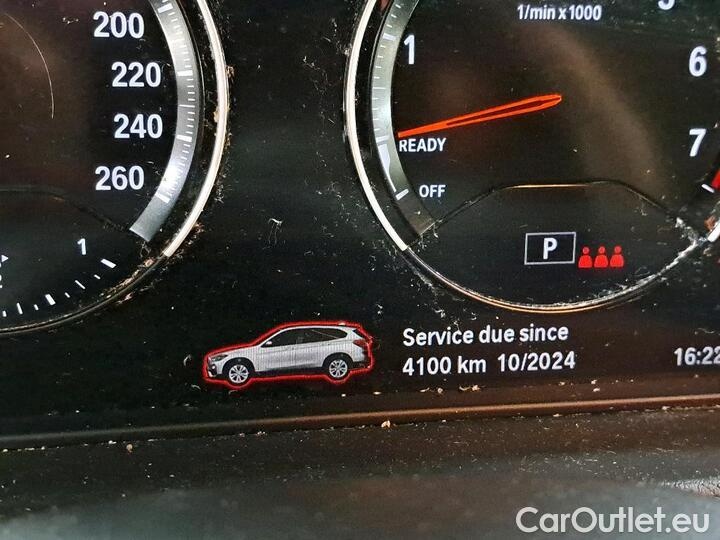 200
220
240
260
1
1/min x 1000
1
6
7
READY
OFF
P
Service due since
4100 km 10/2024
16:22
CarOutlet.eu